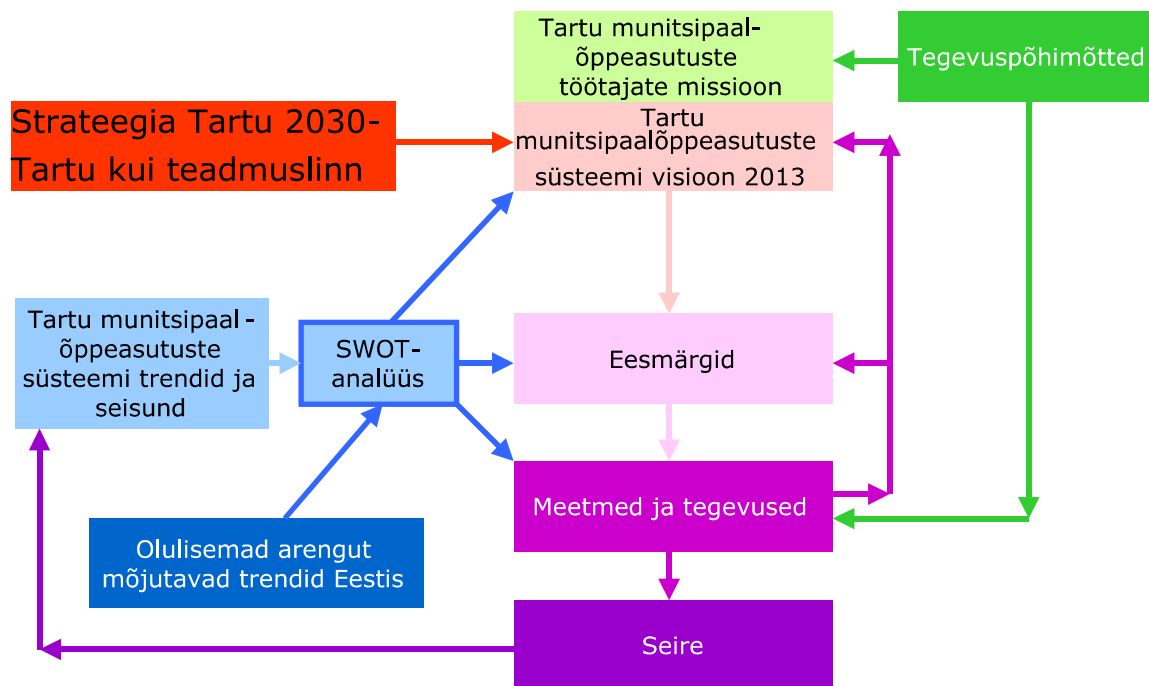 Tartu munitsipaal-
õppeasutuste
töötajate missioon
Tegevuspõhimõtted
Strateegia Tartu 2030-
Tartu kui teadmuslinn
Tartu
munitsipaalõppeasutuste
süsteemi visioon 2013
Tartu munitsipaal-
õppeasutuste
süsteemi trendid ja
seisund
SWOT-
analüüs
Eesmärgid
Meetmed ja tegevused
Olulisemad arengut
mõjutavad trendid Eestis
Seire